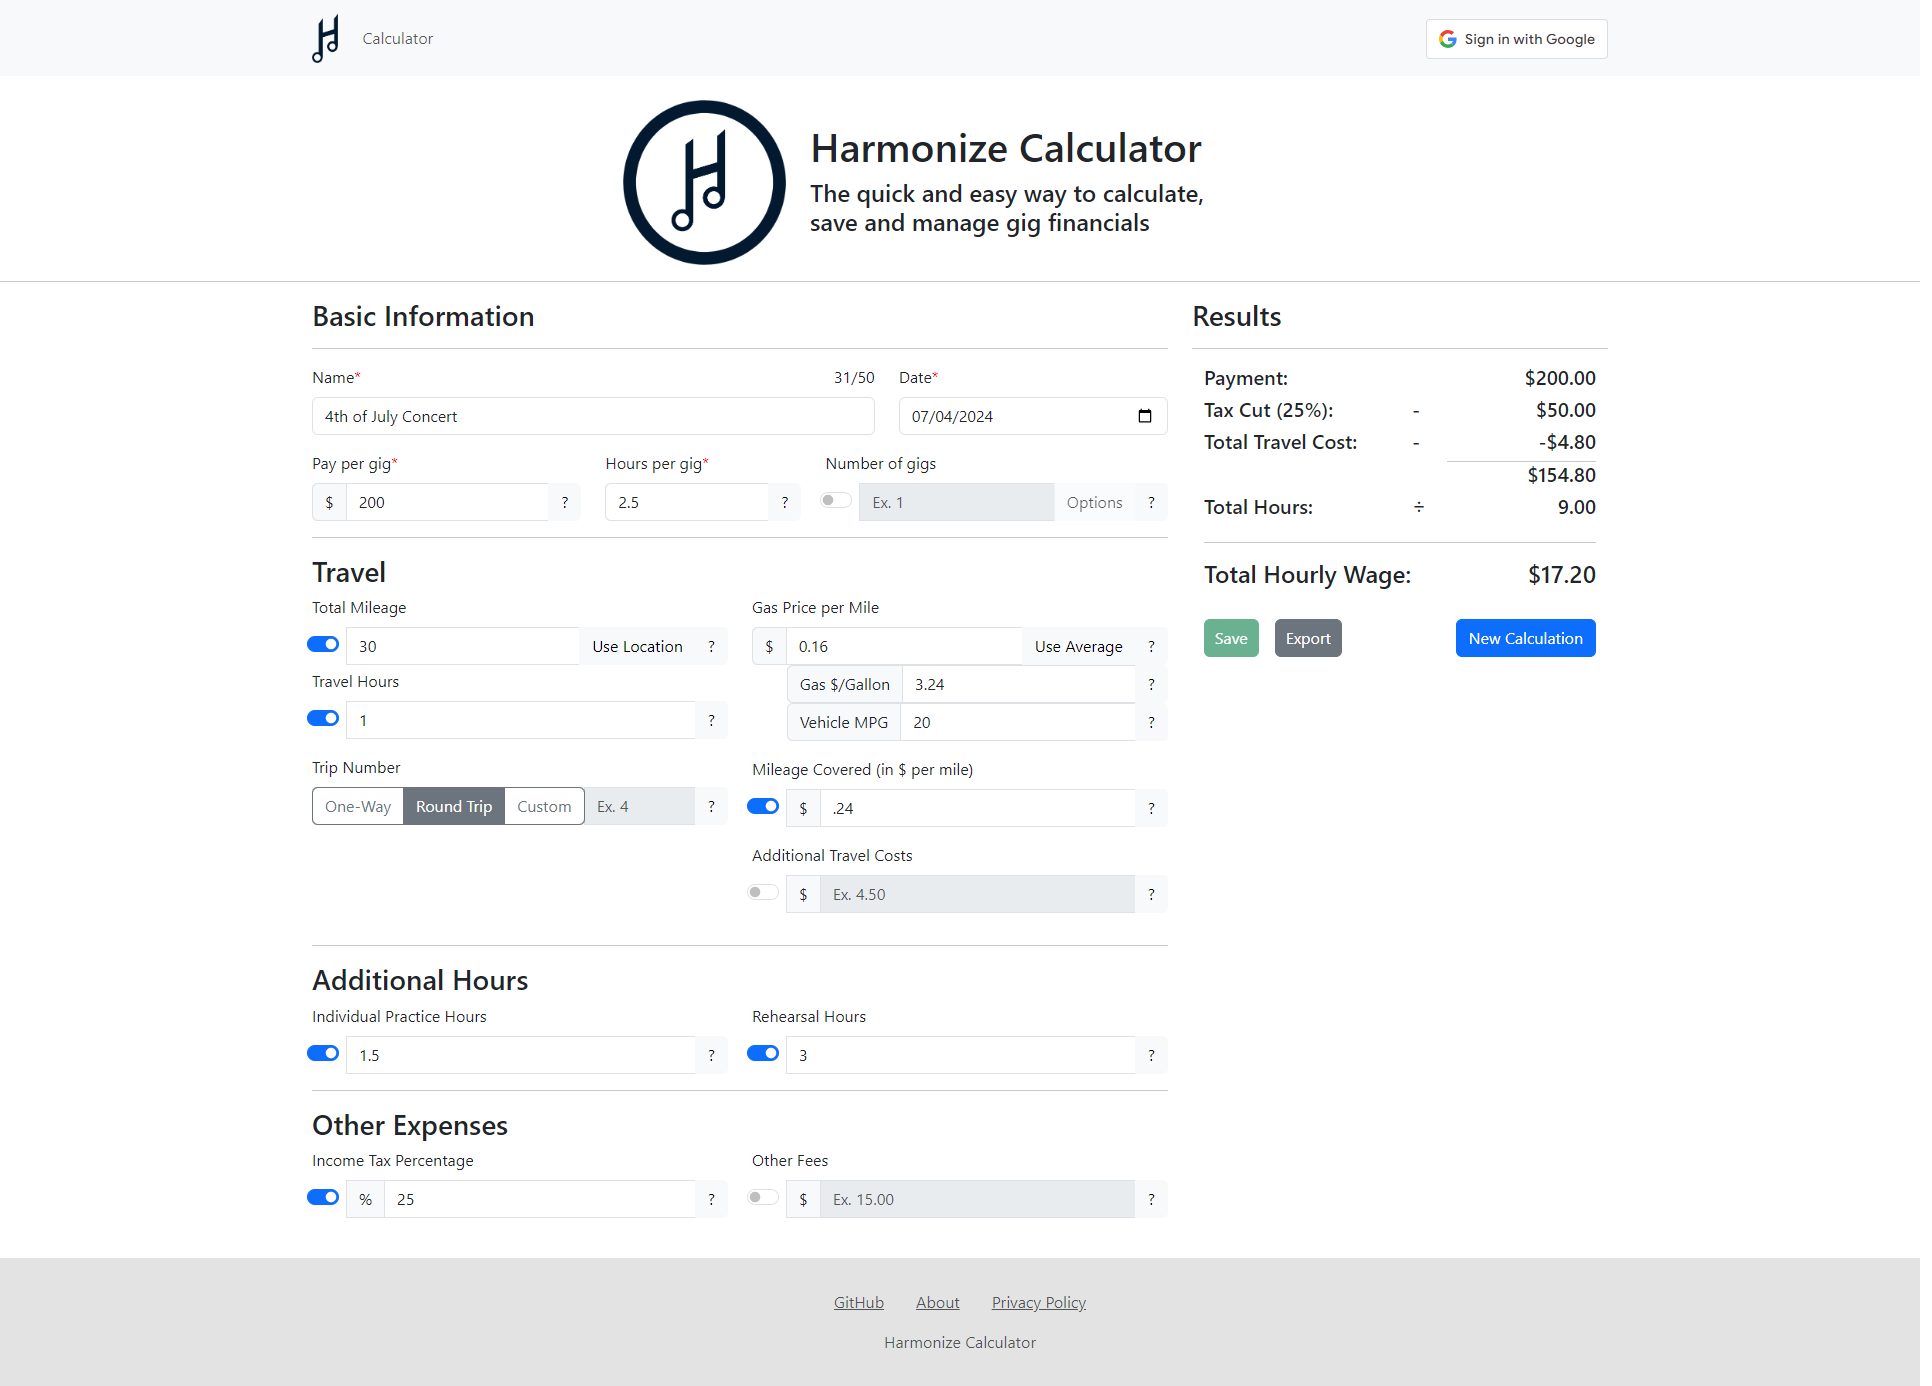 Calculator
Sign in with Google
Harmonize Calculator
The quick and easy way to calculate,
save and manage gig financials
Basic Information
Name* 31/50 Date*
4th of July Concert 07/04/2024
Pay per gig* Hours per gig* Number of gigs
$ 200 ? 2.5 ? Ex. 1 Options ?
Travel
Total Mileage Gas Price per Mile
30 Use Location ? $ 0.16 Use Average ?
Travel Hours Gas $/Gallon 3.24 ?
1 ? Vehicle MPG 20 ?
Trip Number Mileage Covered (in $ per mile)
One-Way Round Trip Custom Ex. 4 ? $ .24 ?
Additional Travel Costs
$ Ex. 4.50 ?
Additional Hours
Individual Practice Hours Rehearsal Hours
1.5 ? 3 ?
Other Expenses
Income Tax Percentage Other Fees
% 25 ? $ Ex. 15.00 ?
Results
Payment: $200.00
Tax Cut (25%): - $50.00
Total Travel Cost: - -$4.80
$154.80
Total Hours: ÷ 9.00
Total Hourly Wage: $17.20
Save Export New Calculation
GitHub About Privacy Policy
Harmonize Calculator